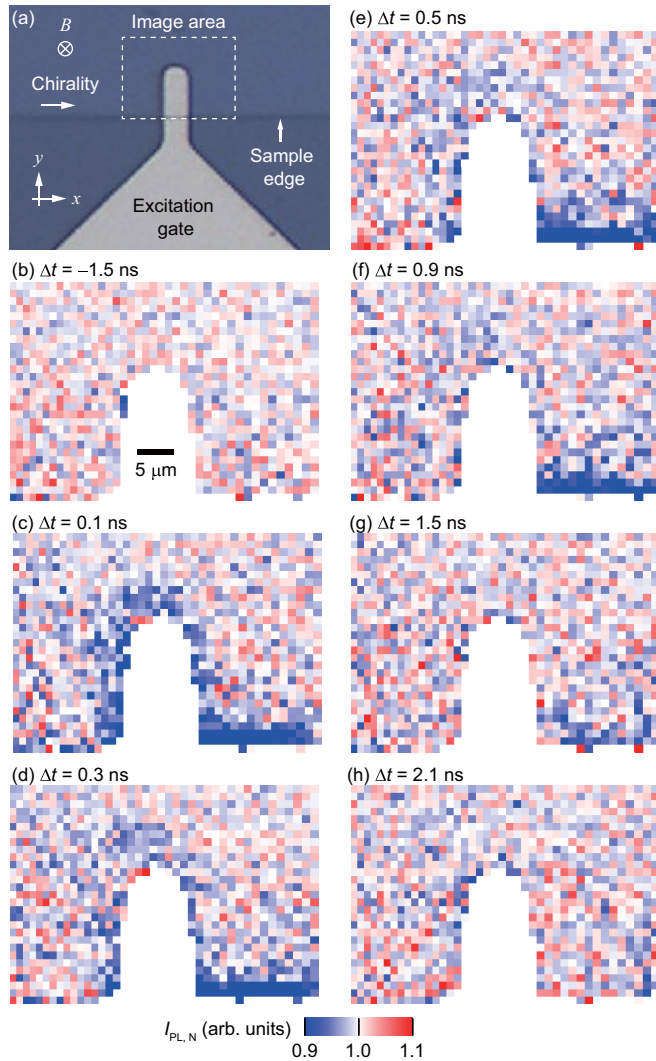 (a)
B
Image area
Chirality
Sample
edge
y
x
Excitation
gate
(b) Δt = −1.5 ns
5 μm
(c) Δt = 0.1 ns
(d) Δt = 0.3 ns
(e) Δt = 0.5 ns
(f) Δt = 0.9 ns
(g) Δt = 1.5 ns
(h) Δt = 2.1 ns
I PL, N (arb. units)
0.9 1.0 1.1